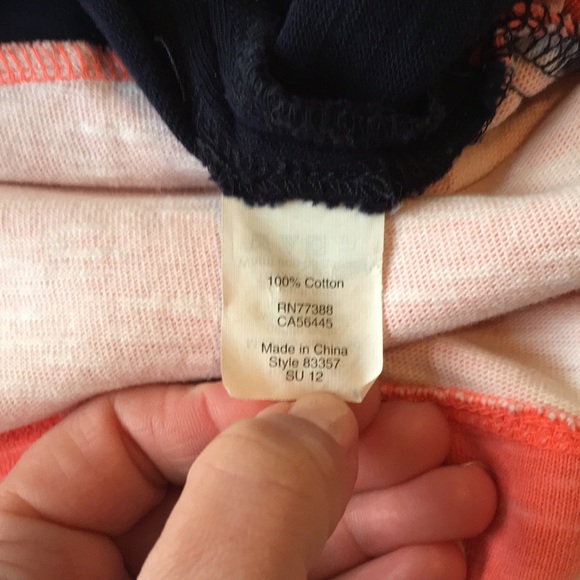 100% Cotton
RN77388
CA56445
Made in China
Style 83357
SU 12